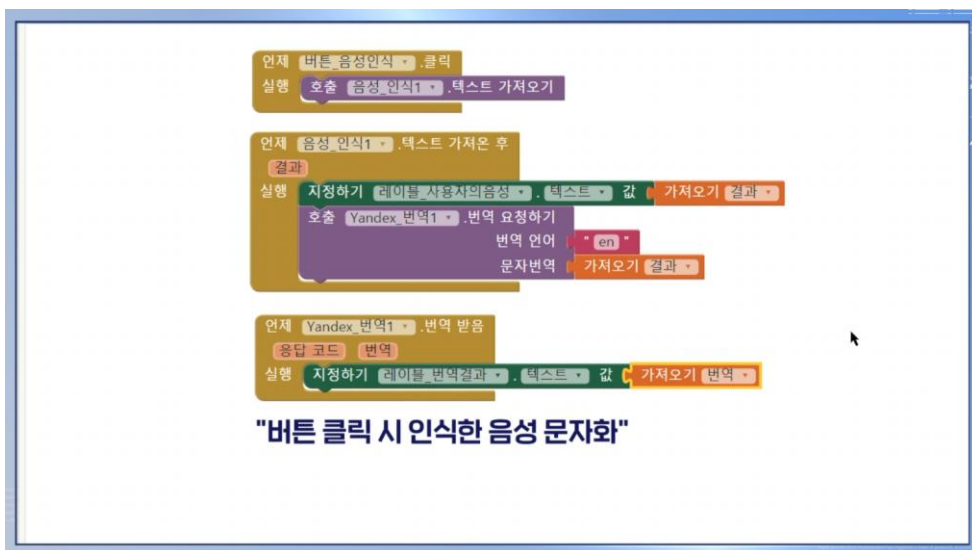 언제 버튼_음성인식 .클릭
실행 호출 음성_인식1 .텍스트 가져오기
언제 음성_인식1 .텍스트 가져온 후
결과
실행 지정하기 레이블_사용자의음성 . 텍스트 값 가져오기 결과
호출 Yandex_번역1 .번역 요청하기
번역 언어 " en "
문자번역 가져오기 결과
언제 Yandex_번역1 .번역 받음
응답 코드 번역
실행 지정하기 레이블_번역결과 . 텍스트 값 가져오기 번역
"버튼 클릭 시 인식한 음성 문자화"